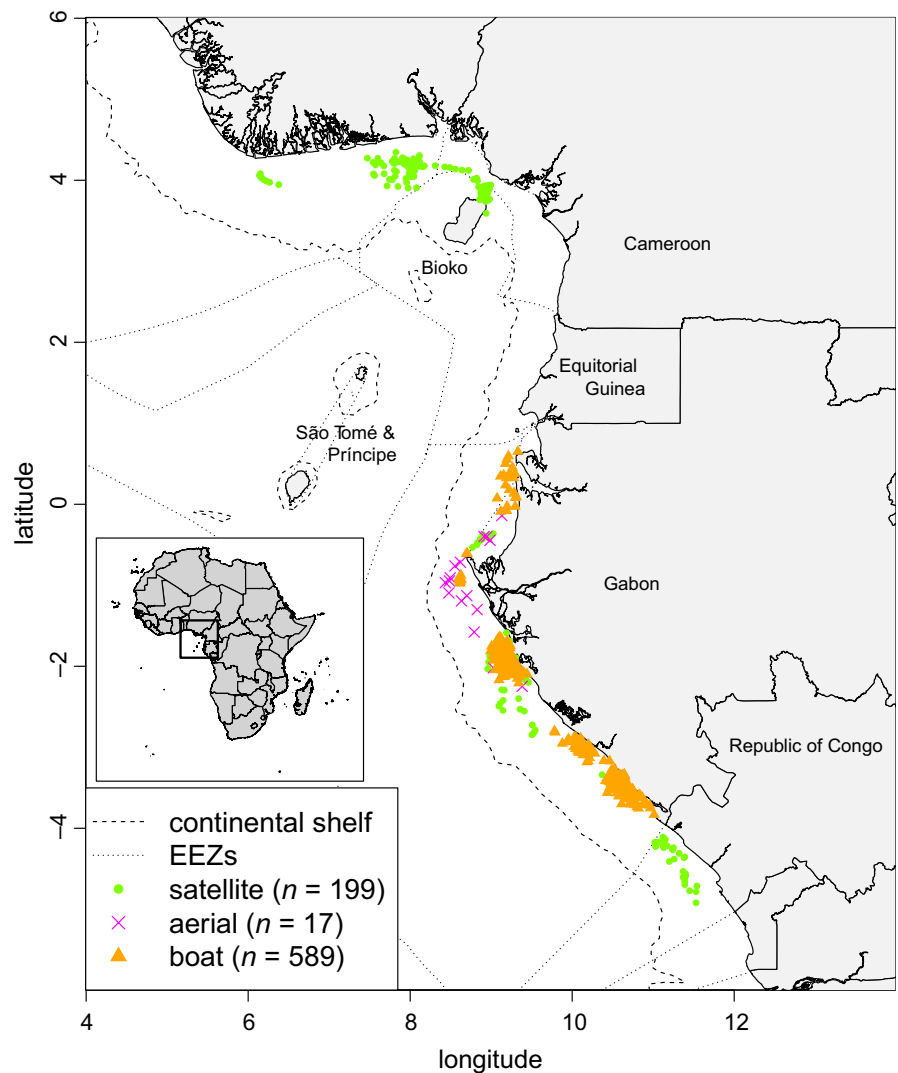 6
4
2
0
−2
−4
latitude
Cameroon
Bioko
Equitorial
Guinea
São Tomé &
Príncipe
Gabon
Republic of Congo
continental shelf
EEZs
satellite (n = 199)
aerial (n = 17)
boat (n = 589)
4
6
8
10
12
longitude